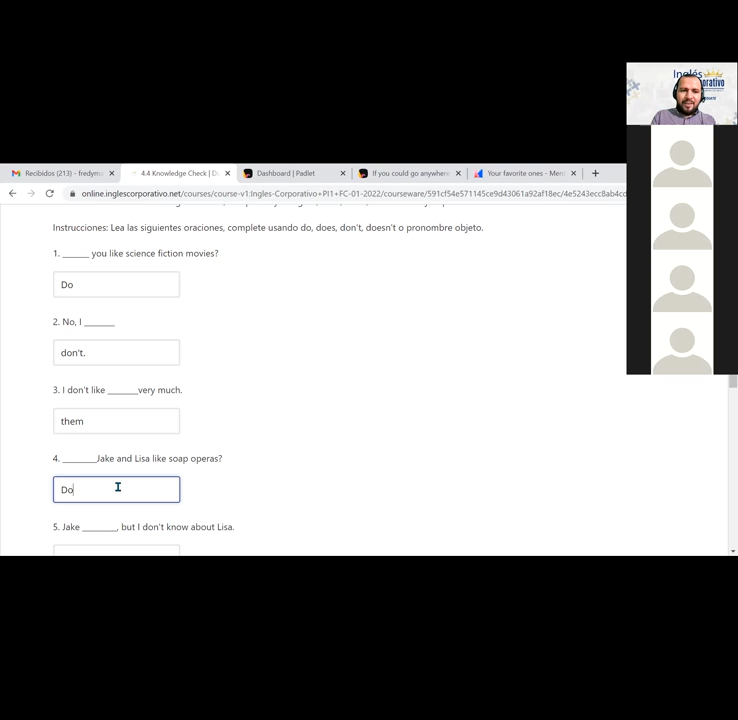 Inglés
orativo
Recibidos (213) - fredyma
4.4 Knowledge Check | Do
Dashboard | Padlet
If you could go anywhere
Your favorite ones - Ment
online.inglescorporativo.net/courses/course-v1:Ingles-Corporativo+PI1+FC-01-2022/courseware/591cf54e571145ce9d43061a92af18ec/4e5243ecc8ab4cd
Instrucciones: Lea las siguientes oraciones, complete usando do, does, don't, doesn't o pronombre objeto.
1. ______ you like science fiction movies?
Do
2. No, I _______
don't.
3. I don't like _______very much.
them
4. ________Jake and Lisa like soap operas?
Do
5. Jake ________, but I don't know about Lisa.